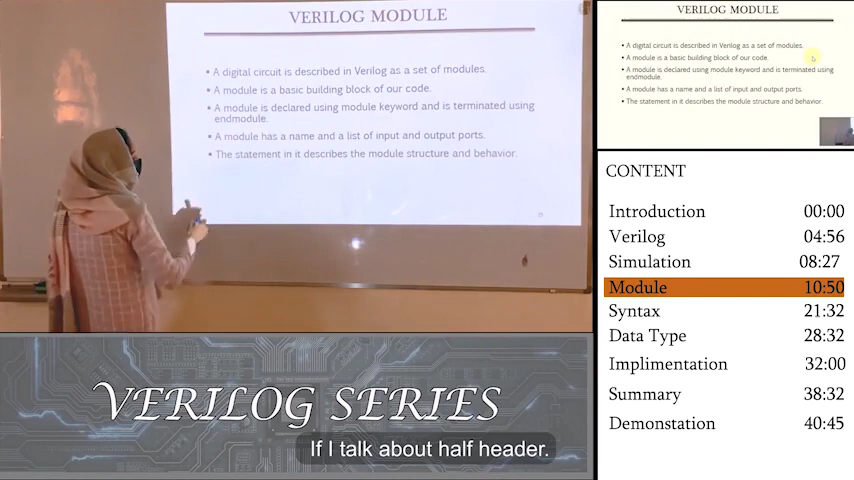 VERILOG MODULE
• A digital circuit is described in Verilog as a set of modules.
• A module is a basic building block of our code.
• A module is declared using module keyword and is terminated using
endmodule.
• A module has a name and a list of input and output ports.
• The statement in it describes the module structure and behavior.
15
VERILOG MODULE
• A digital circuit is described in Verilog as a set of modules.
• A module is a basic building block of our code.
• A module is declared using module keyword and is terminated using
endmodule.
• A module has a name and a list of input and output ports.
• The statement in it describes the module structure and behavior.
CONTENT
Introduction 00:00
Verilog 04:56
Simulation 08:27
Module 10:50
Syntax 21:32
Data Type 28:32
Implimentation 32:00
Summary 38:32
Demonstation 40:45
VERILOG SERIES
If I talk about half header.